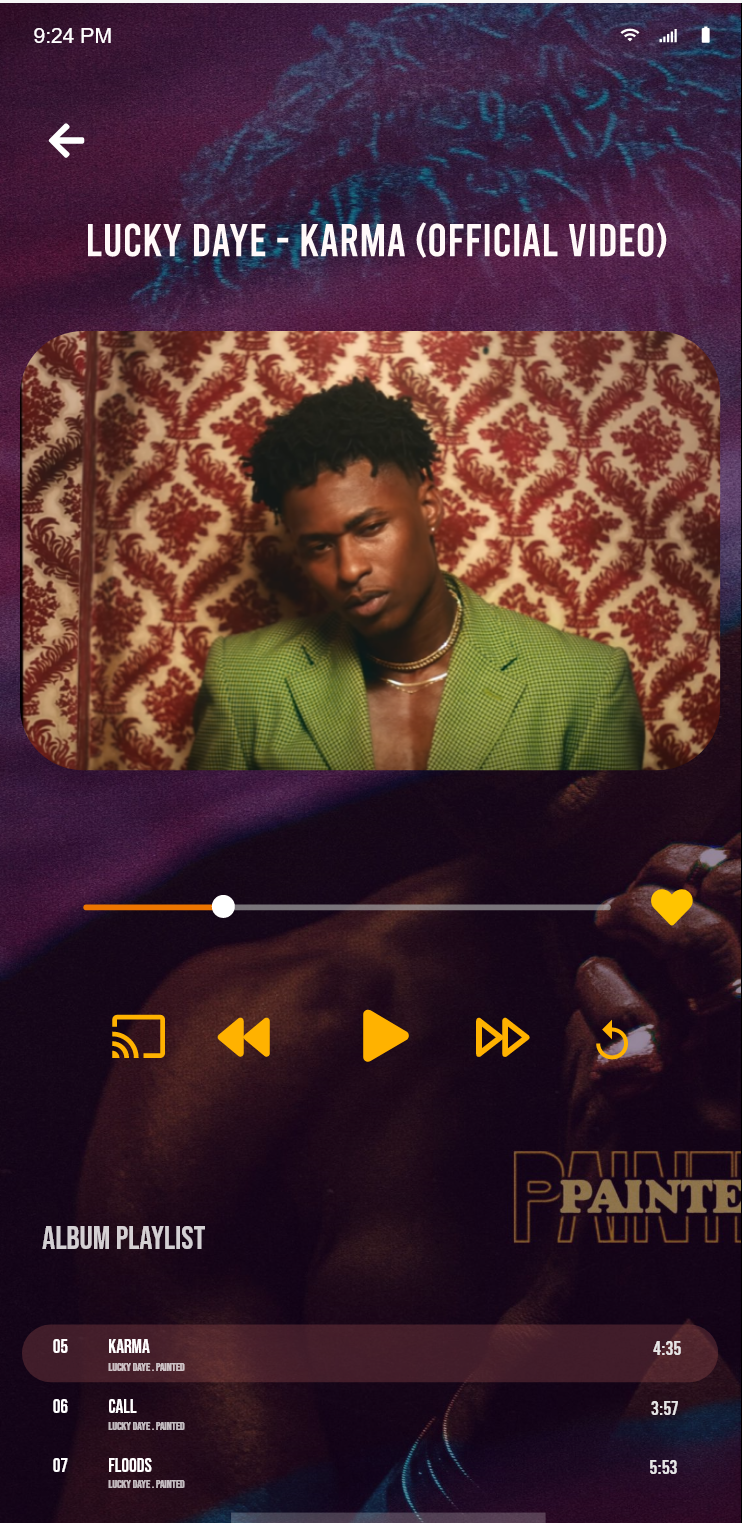 9:24 PM
LUCKY DAYE - KARMA (OFFICIAL VIDEO)
PAINTE
ALBUM PLAYLIST
05 KARMA 4:35
LUCKY DAYE . PAINTED
06 CALL 3:57
LUCKY DAYE . PAINTED
07 FLOODS 5:53
LUCKY DAYE . PAINTED